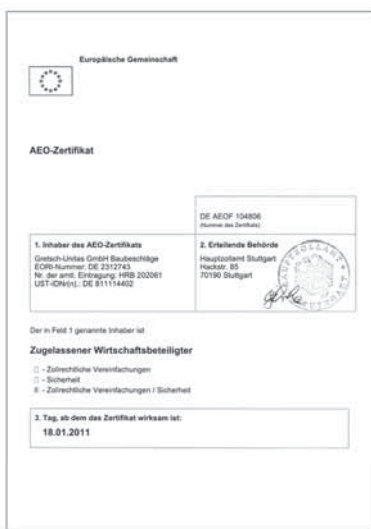 Europäische Gemeinschaft
AEO-Zertifikat
DE AEOF 104806
(Nummer des Zertifikats)
1. Inhaber des AEO-Zertifikats
Gretsch-Unitas GmbH Baubeschläge
EORI-Nummer: DE 2312743
Nr. der amtl. Eintragung: HRB 202061
UST-IDNr(n).: DE 811114402
2. Erteilende Behörde
Hauptzollamt Stuttgart
Hackstr. 85
70190 Stuttgart
HAUPTZOLLAMT STUTTGART
Der in Feld 1 genannte Inhaber ist
Zugelassener Wirtschaftsbeteiligter
- Zollrechtliche Vereinfachungen
- Sicherheit
- Zollrechtliche Vereinfachungen / Sicherheit
3. Tag, ab dem das Zertifikat wirksam ist:
18.01.2011